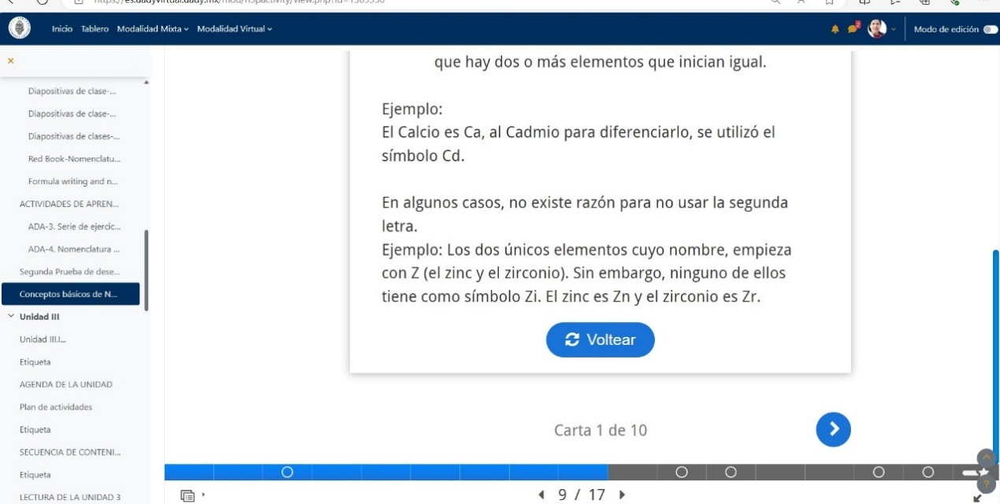 Inicio Tablero Modalidad Mixta Modalidad Virtual
Modo de edición
Diapositivas de clase-...
Diapositivas de clase-...
Diapositivas de clases-...
Red Book-Nomenclatu...
Formula writing and n...
ACTIVIDADES DE APREN...
ADA-3. Serie de ejercic...
ADA-4. Nomenclatura ...
Segunda Prueba de dese...
Conceptos básicos de N...
Unidad III
Unidad III.I...
Etiqueta
AGENDA DE LA UNIDAD
Plan de actividades
Etiqueta
SECUENCIA DE CONTENI...
Etiqueta
LECTURA DE LA UNIDAD 3
que hay dos o más elementos que inician igual.
Ejemplo:
El Calcio es Ca, al Cadmio para diferenciarlo, se utilizó el
símbolo Cd.
En algunos casos, no existe razón para no usar la segunda
letra.
Ejemplo: Los dos únicos elementos cuyo nombre, empieza
con Z (el zinc y el zirconio). Sin embargo, ninguno de ellos
tiene como símbolo Zi. El zinc es Zn y el zirconio es Zr.
Voltear
Carta 1 de 10
9 / 17